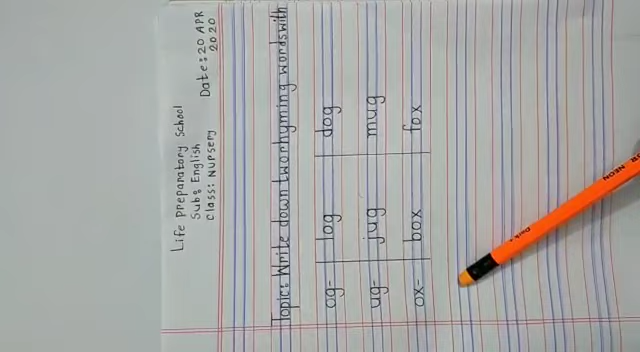 Life Preparatory School
Sub: English
Class: Nursery Date: 20 APR 2020
Topic: Write down two rhyming words with
og- log dog
ug- jug mug
ox- box fox
NEON